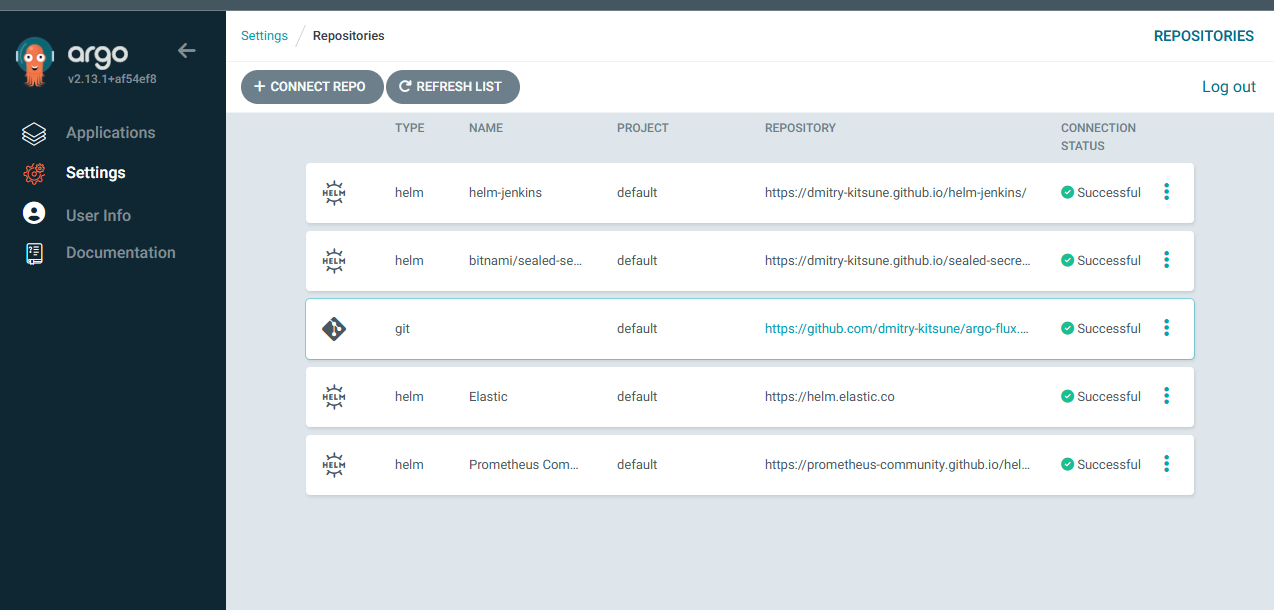 argo
v2.13.1+af54ef8
Applications
Settings
User Info
Documentation
Settings / Repositories
REPOSITORIES
CONNECT REPO REFRESH LIST
Log out
TYPE NAME PROJECT REPOSITORY CONNECTION STATUS
HELM helm helm-jenkins default https://dmitry-kitsune.github.io/helm-jenkins/ Successful
HELM helm bitnami/sealed-se... default https://dmitry-kitsune.github.io/sealed-secre... Successful
git default https://github.com/dmitry-kitsune/argo-flux.... Successful
HELM helm Elastic default https://helm.elastic.co Successful
HELM helm Prometheus Com... default https://prometheus-community.github.io/hel... Successful